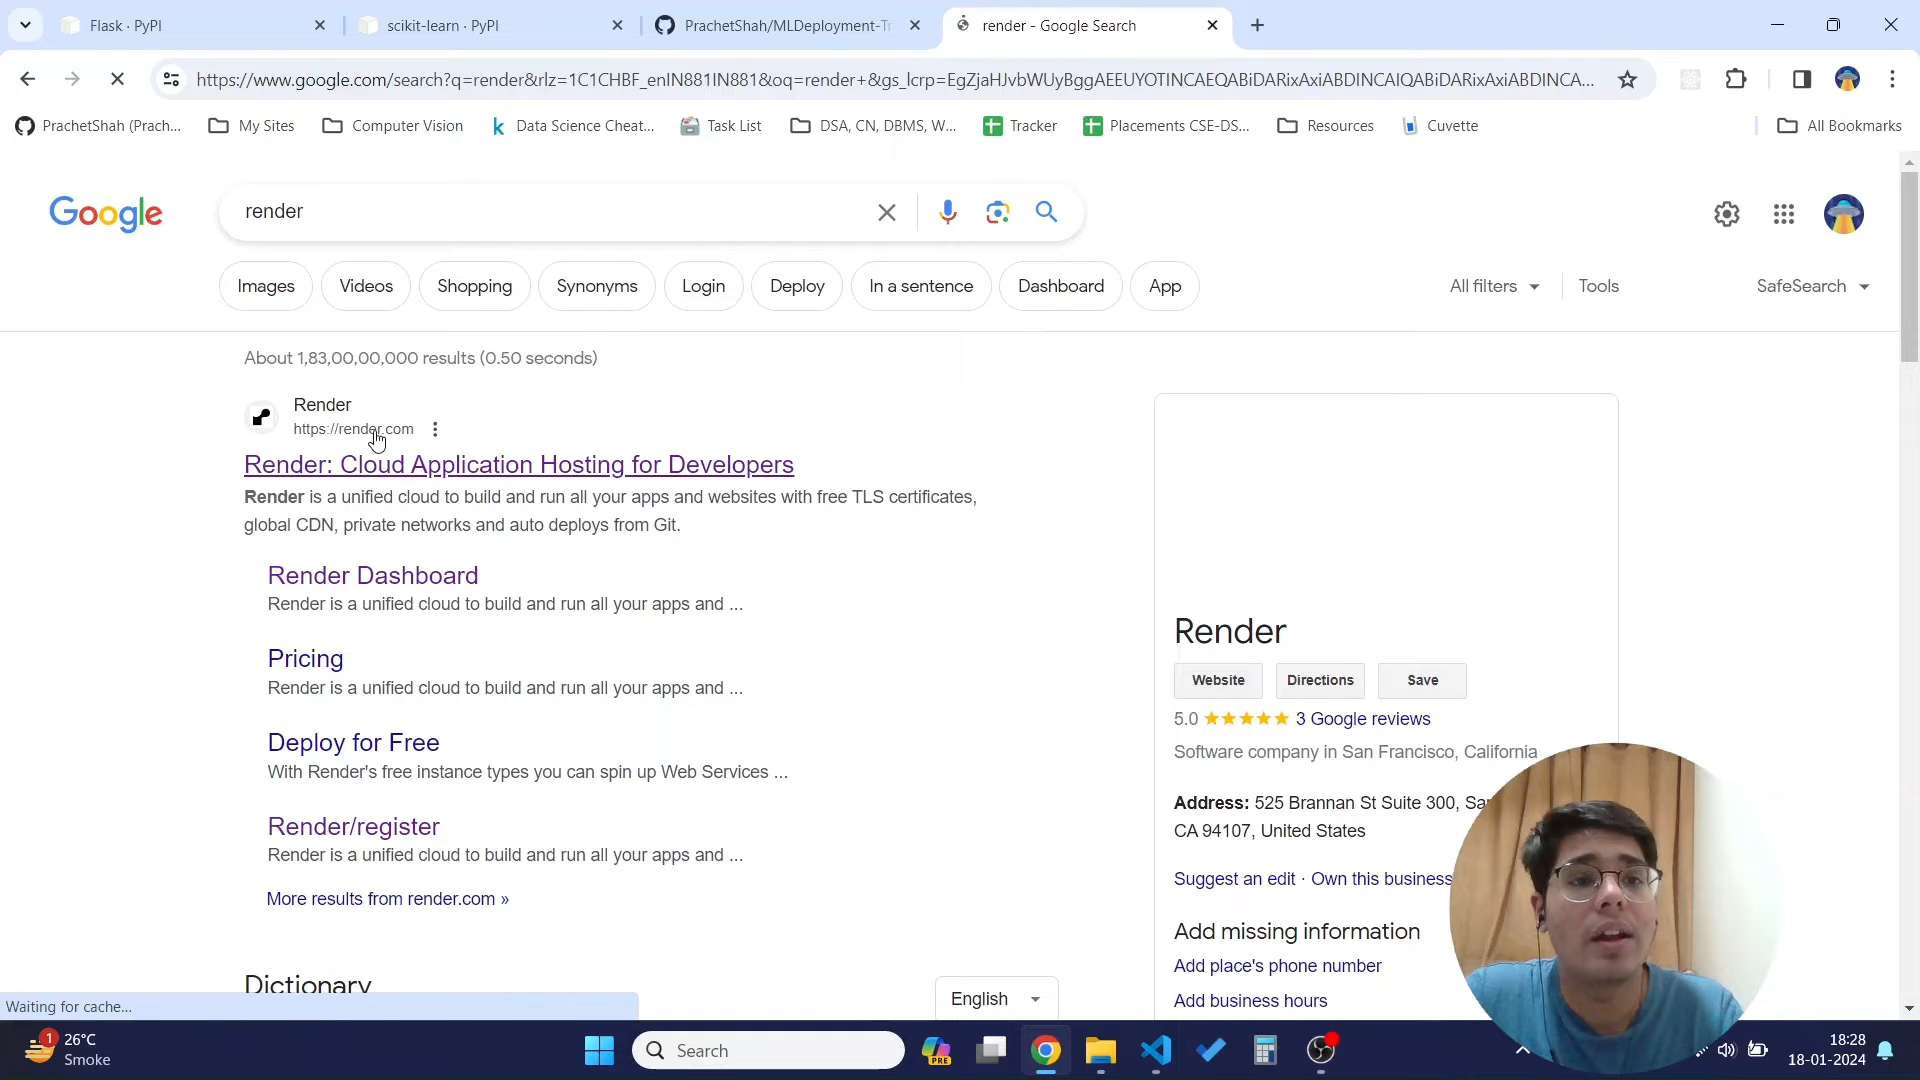 Flask · PyPI
scikit-learn · PyPI
PrachetShah/MLDeployment-Tr
render - Google Search
https://www.google.com/search?q=render&rlz=1C1CHBF_enIN881IN881&oq=render+&gs_lcrp=EgZjaHJvbWUyBggAEEUYOTINCAEQABiDARixAxiABDINCAIQABiDARixAxiABDINCA...
PrachetShah (Prach...
My Sites
Computer Vision
Data Science Cheat...
Task List
DSA, CN, DBMS, W...
Tracker
Placements CSE-DS...
Resources
Cuvette
All Bookmarks
Google
render
Images
Videos
Shopping
Synonyms
Login
Deploy
In a sentence
Dashboard
App
All filters
Tools
SafeSearch
About 1,83,00,00,000 results (0.50 seconds)
Render
https://render.com
Render: Cloud Application Hosting for Developers
Render is a unified cloud to build and run all your apps and websites with free TLS certificates,
global CDN, private networks and auto deploys from Git.
Render Dashboard
Render is a unified cloud to build and run all your apps and ...
Pricing
Render is a unified cloud to build and run all your apps and ...
Deploy for Free
With Render's free instance types you can spin up Web Services ...
Render/register
Render is a unified cloud to build and run all your apps and ...
More results from render.com »
Dictionary
English
Render
Website
Directions
Save
5.0
3 Google reviews
Software company in San Francisco, California
Address: 525 Brannan St Suite 300,
CA 94107, United States
Suggest an edit · Own this business
Add missing information
Add place's phone number
Add business hours
Waiting for cache...
1
26°C
Smoke
Search
PRE
18:28
18-01-2024